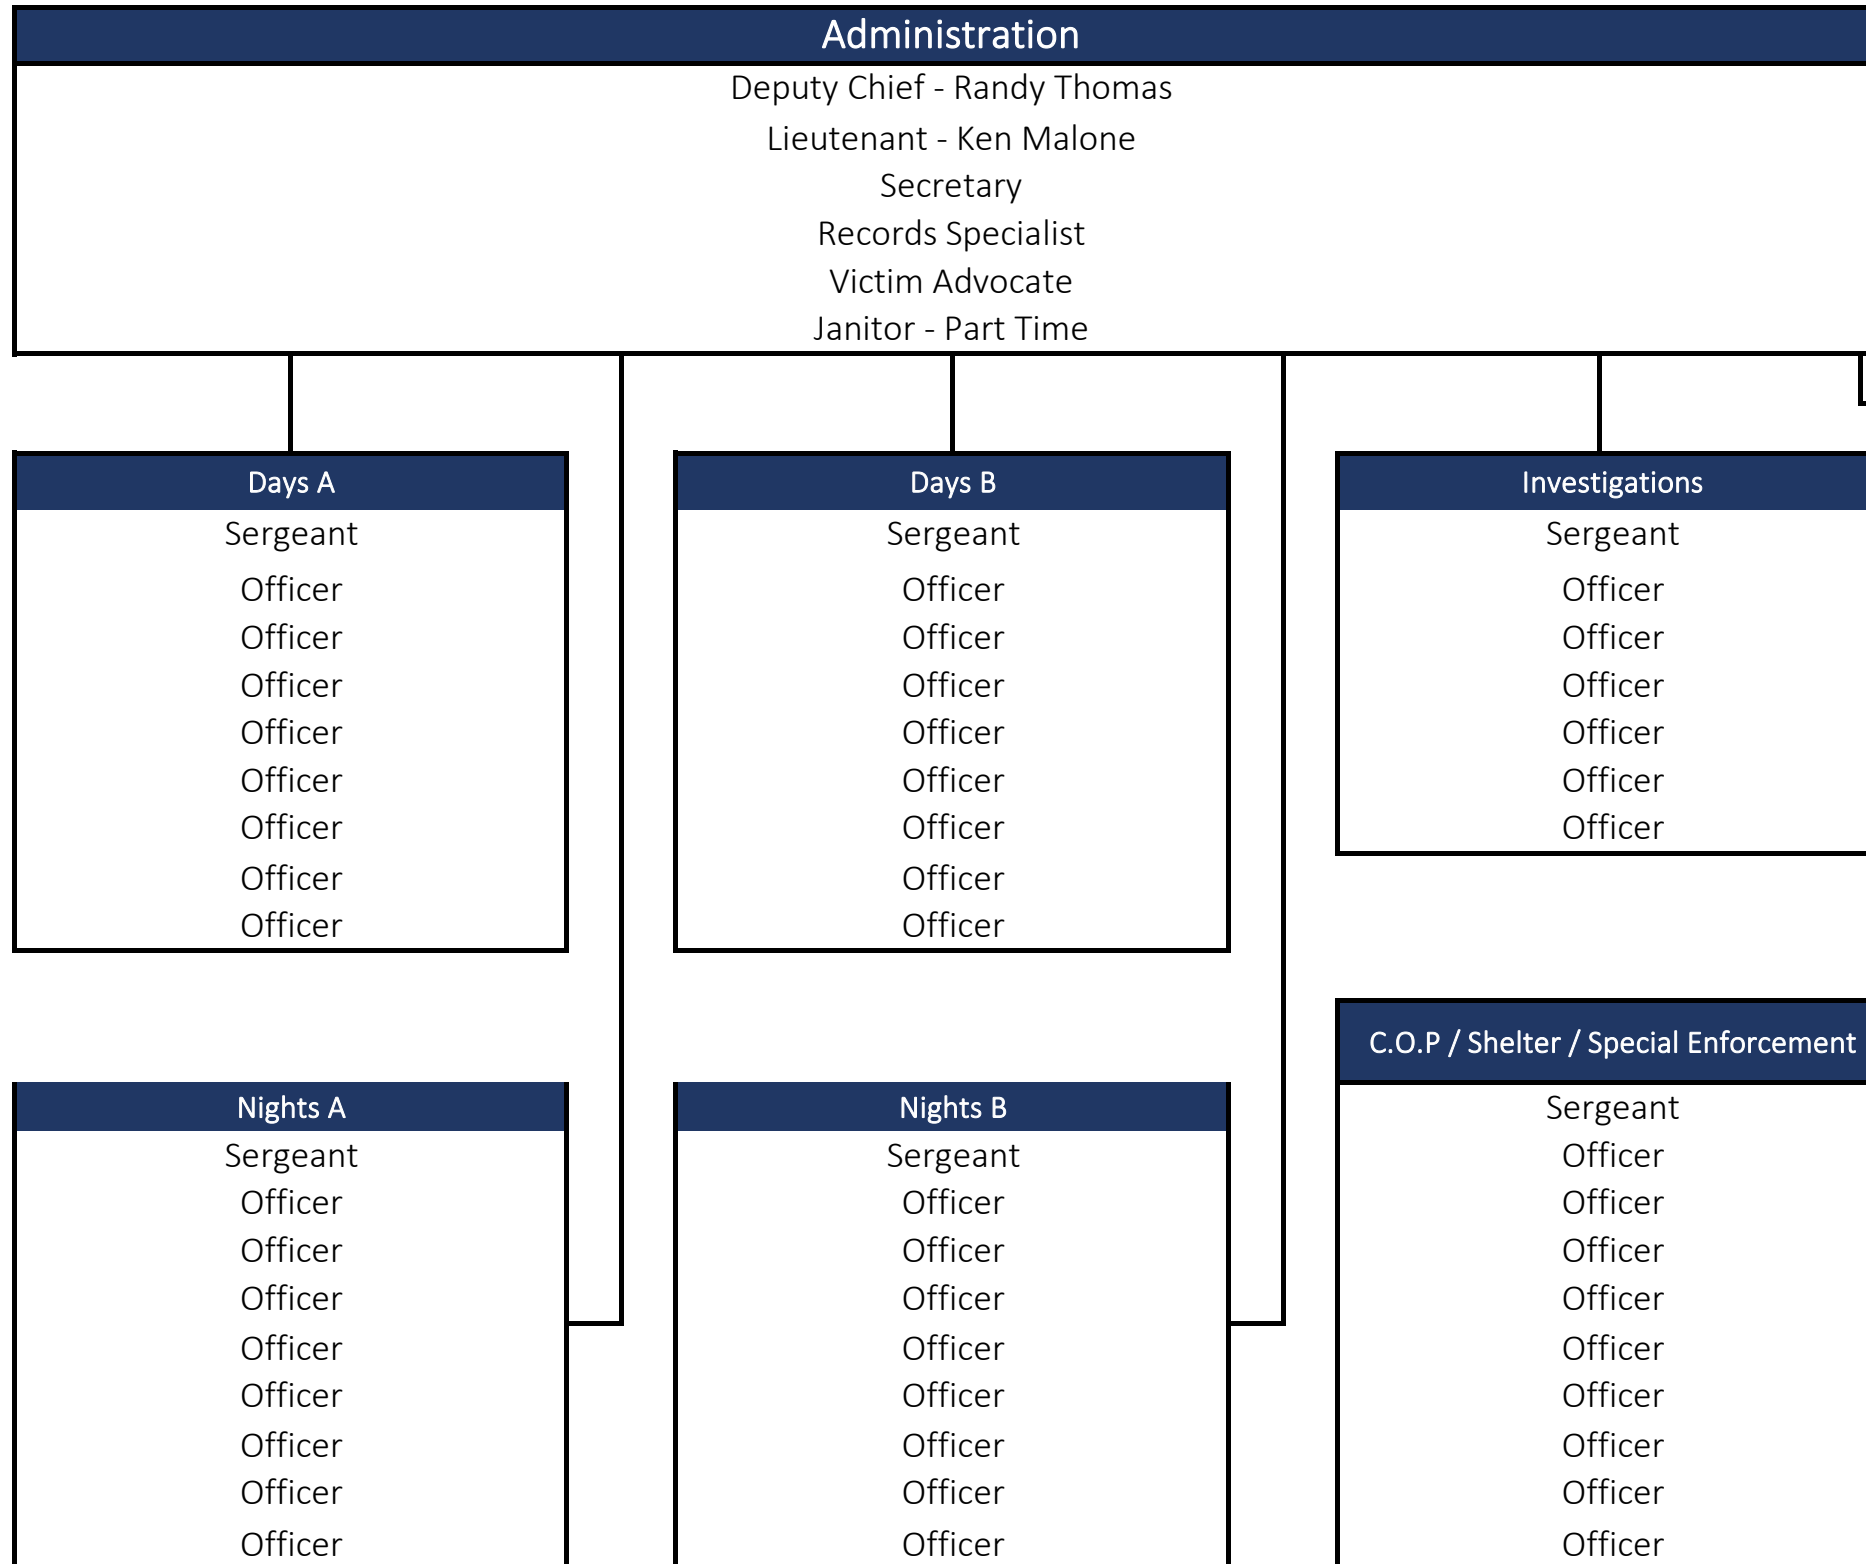 Administration
Deputy Chief - Randy Thomas
Lieutenant - Ken Malone
Secretary
Records Specialist
Victim Advocate
Janitor - Part Time
Days A
Sergeant
Officer
Officer
Officer
Officer
Officer
Officer
Officer
Officer
Days B
Sergeant
Officer
Officer
Officer
Officer
Officer
Officer
Officer
Officer
Investigations
Sergeant
Officer
Officer
Officer
Officer
Officer
Officer
Nights A
Sergeant
Officer
Officer
Officer
Officer
Officer
Officer
Officer
Officer
Nights B
Sergeant
Officer
Officer
Officer
Officer
Officer
Officer
Officer
Officer
C.O.P / Shelter / Special Enforcement
Sergeant
Officer
Officer
Officer
Officer
Officer
Officer
Officer
Officer
Officer